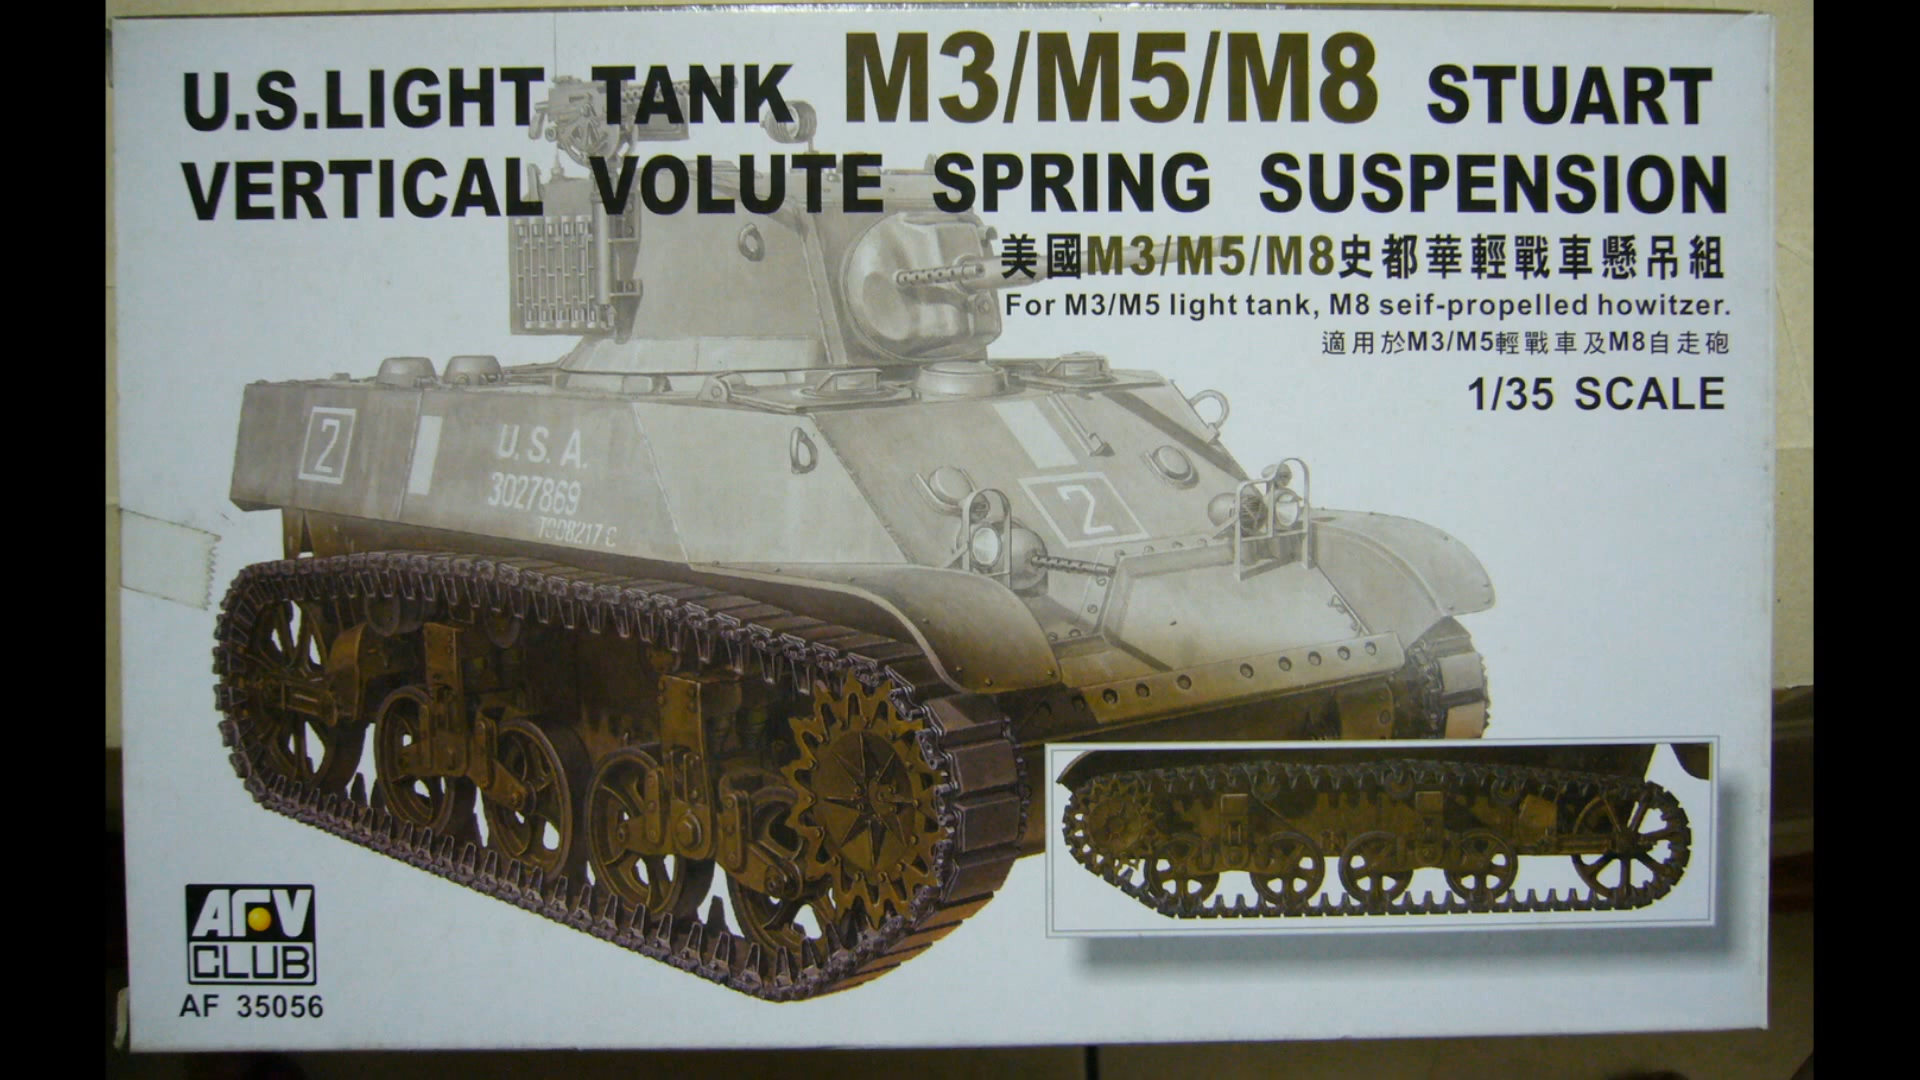 U.S.LIGHT TANK M3/M5/M8 STUART
VERTICAL VOLUTE SPRING SUSPENSION
美國M3/M5/M8史都華輕戰車懸吊組
For M3/M5 light tank, M8 seif-propelled howitzer.
適用於M3/M5輕戰車及M8自走砲
1/35 SCALE
2
U.S.A.
3027869
2
AFV
CLUB
AF 35056